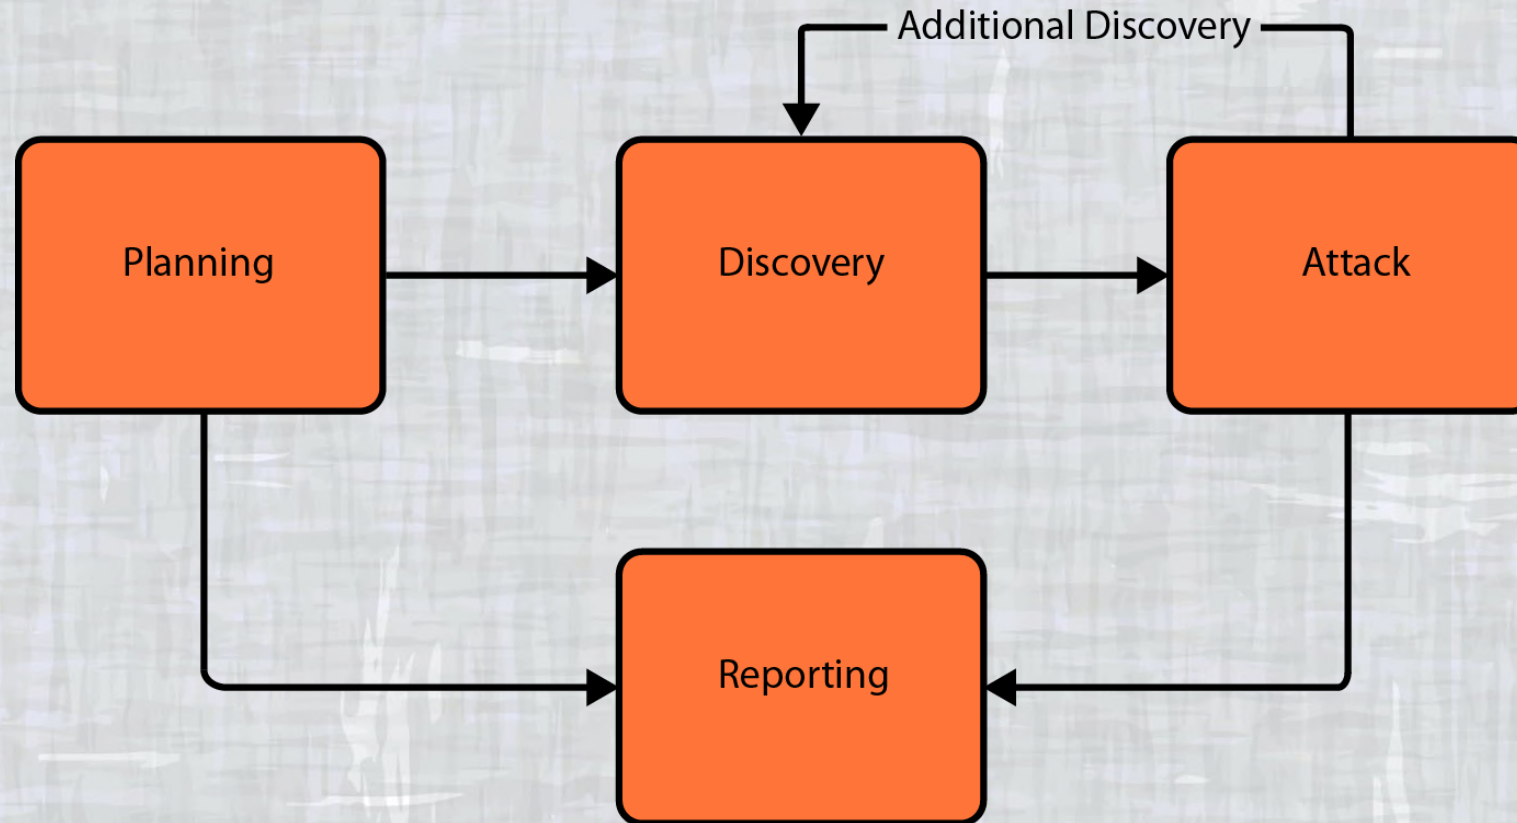 Additional Discovery
Planning
Discovery
Attack
Reporting